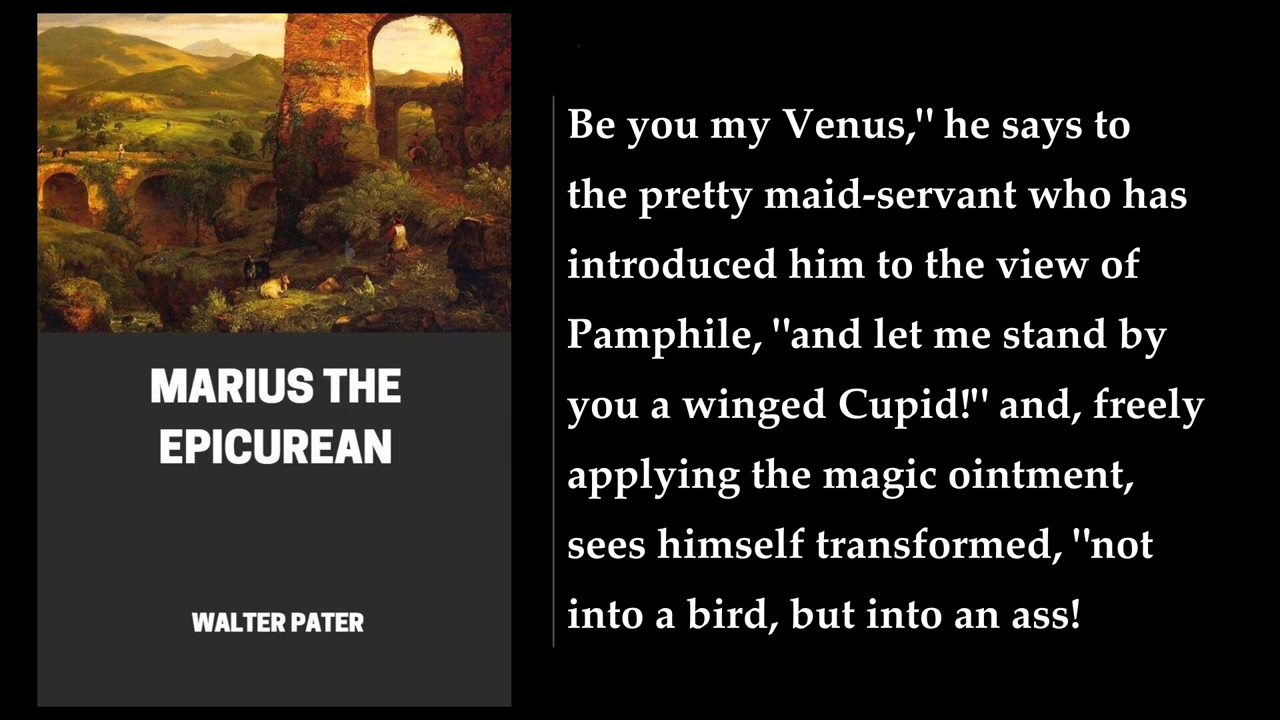 MARIUS THE
EPICUREAN
WALTER PATER
Be you my Venus," he says to
the pretty maid-servant who has
introduced him to the view of
Pamphile, "and let me stand by
you a winged Cupid!" and, freely
applying the magic ointment,
sees himself transformed, "not
into a bird, but into an ass!